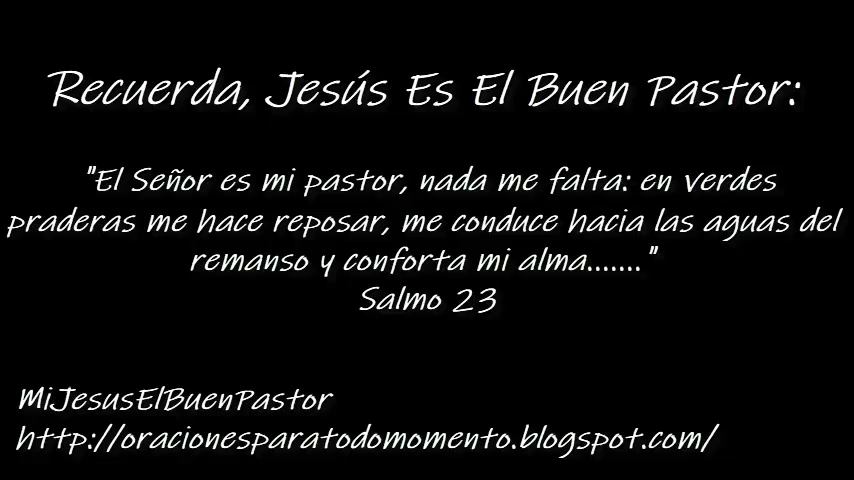 Recuerda, Jesús Es El Buen Pastor:
"El Señor es mi pastor, nada me falta: en verdes
praderas me hace reposar, me conduce hacia las aguas del
remanso y conforta mi alma......."
Salmo 23
MiJesusElBuenPastor
http://oracionesparatodomomento.blogspot.com/